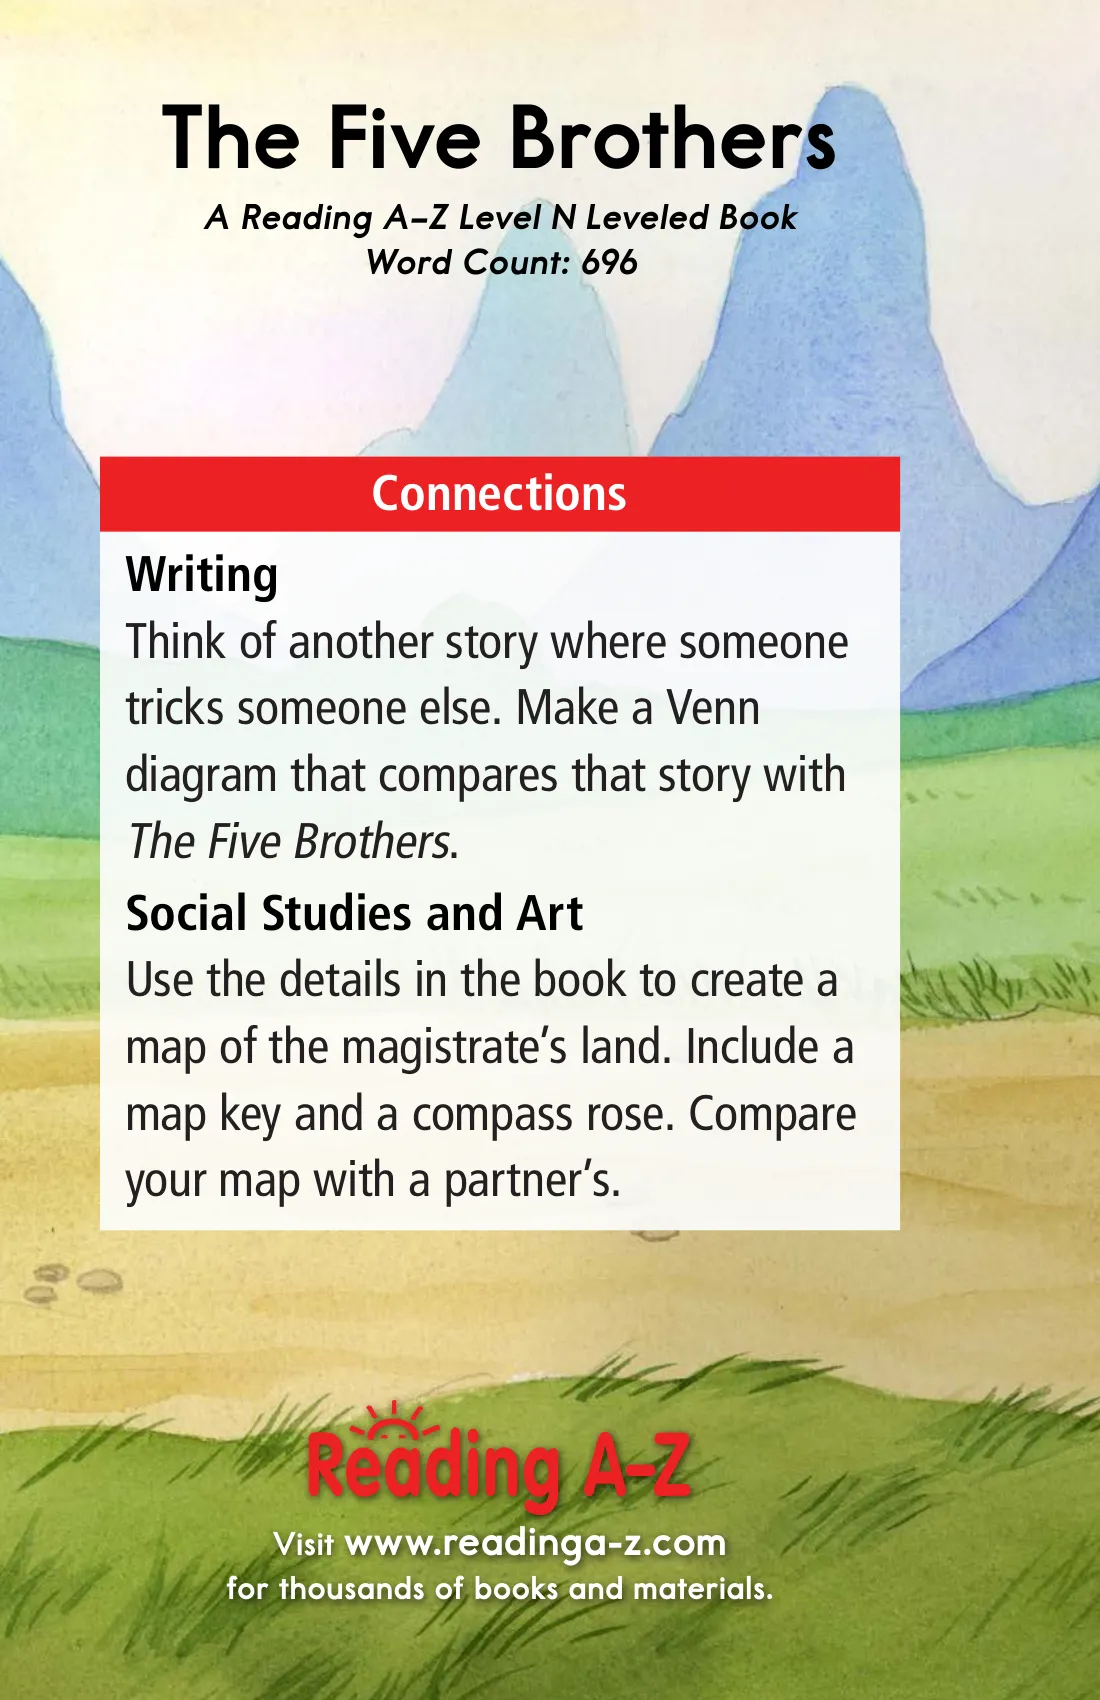 The Five Brothers
A Reading A–Z Level N Leveled Book
Word Count: 696
Connections
Writing
Think of another story where someone
tricks someone else. Make a Venn
diagram that compares that story with
The Five Brothers.
Social Studies and Art
Use the details in the book to create a
map of the magistrate’s land. Include a
map key and a compass rose. Compare
your map with a partner’s.
Reading A–Z
Visit www.readinga-z.com
for thousands of books and materials.